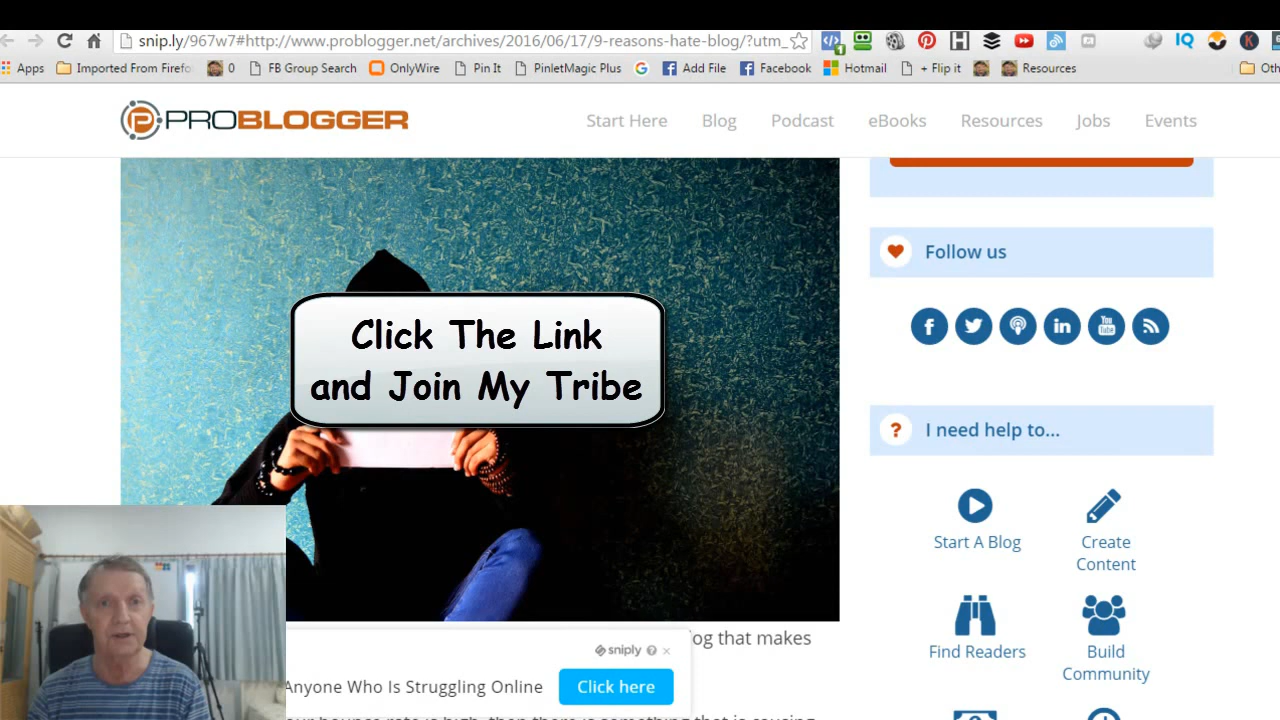 snip.ly/967w7#http://www.problogger.net/archives/2016/06/17/9-reasons-hate-blog/?utm_
Apps Imported From Firefo 0 FB Group Search OnlyWire Pin It PinletMagic Plus Add File Facebook Hotmail + Flip it Resources Oth
PROBLOGGER Start Here Blog Podcast eBooks Resources Jobs Events
Follow us
Click The Link
and Join My Tribe
I need help to...
Start A Blog
Create
Content
Find Readers
Build
Community
log that makes
sniply
Anyone Who Is Struggling Online Click here